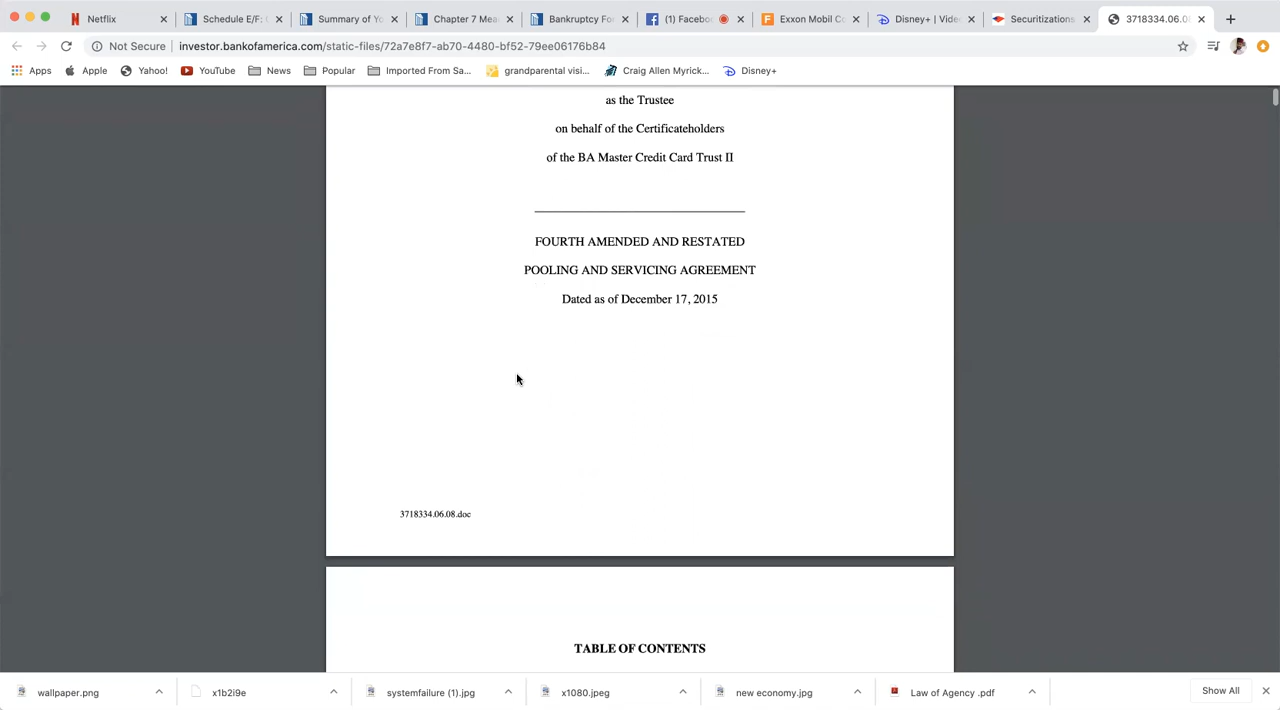 Netflix
Schedule E/F:
Summary of Yo
Chapter 7 Mea
Bankruptcy Fo
(1) Facebo
Exxon Mobil Co
Disney+ | Vide
Securitizations
3718334.06.0
Not Secure
investor.bankofamerica.com/static-files/72a7e8f7-ab70-4480-bf52-79ee06176b84
Apps
Apple
Yahoo!
YouTube
News
Popular
Imported From Sa...
grandparental visi...
Craig Allen Myrick...
Disney+
as the Trustee
on behalf of the Certificateholders
of the BA Master Credit Card Trust II
FOURTH AMENDED AND RESTATED
POOLING AND SERVICING AGREEMENT
Dated as of December 17, 2015
3718334.06.08.doc
TABLE OF CONTENTS
wallpaper.png
x1b2i9e
systemfailure (1).jpg
x1080.jpeg
new economy.jpg
Law of Agency .pdf
Show All